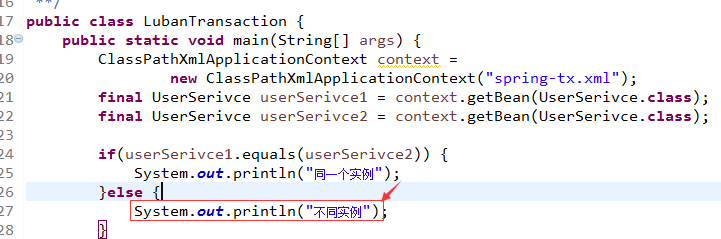 16 **/
17 public class LubanTransaction {
18 public static void main(String[] args) {
19 ClassPathXmlApplicationContext context =
20 new ClassPathXmlApplicationContext("spring-tx.xml");
21 final UserSerivce userSerivce1 = context.getBean(UserSerivce.class);
22 final UserSerivce userSerivce2 = context.getBean(UserSerivce.class);
23
24 if(userSerivce1.equals(userSerivce2)) {
25 System.out.println("同一个实例");
26 }else {
27 System.out.println("不同实例");
28 }